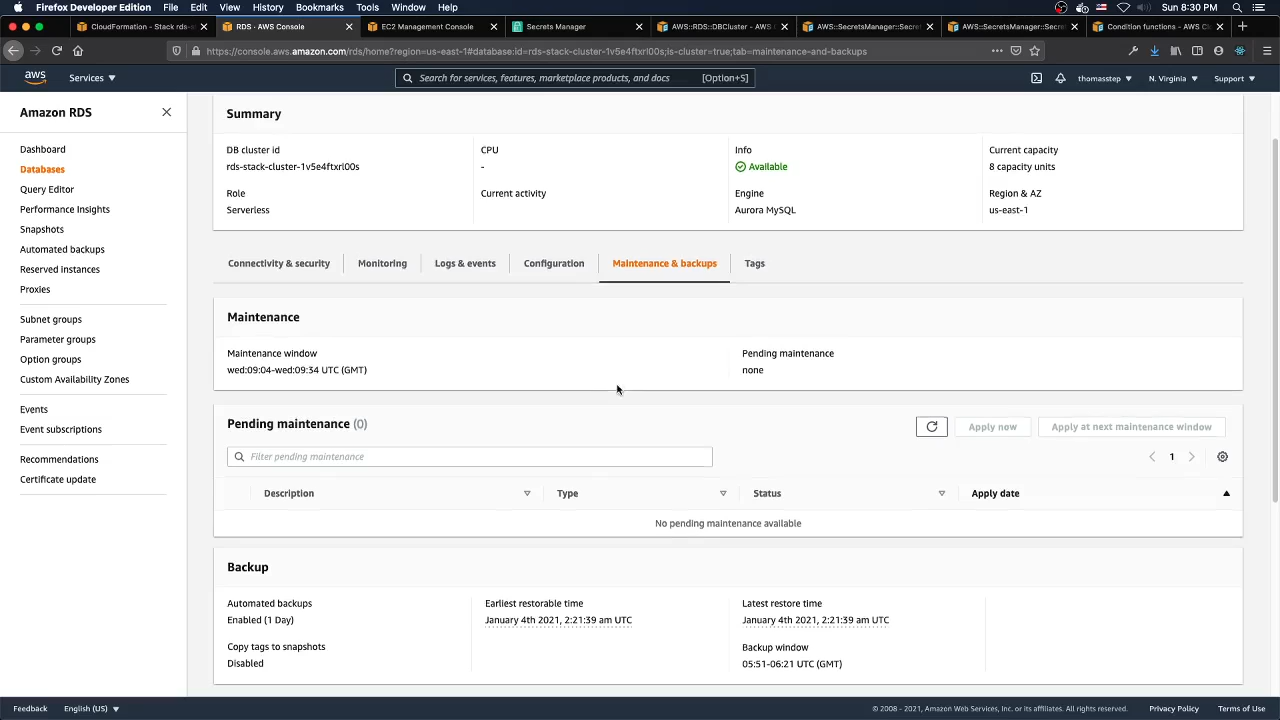 Firefox Developer Edition File Edit View History Bookmarks Tools Window Help Sun 8:30 PM
CloudFormation - Stack rds-s
RDS · AWS Console
EC2 Management Console
Secrets Manager
AWS::RDS::DBCluster - AWS C
AWS::SecretsManager::Secret
AWS::SecretsManager::Secret
Condition functions - AWS Cl
https://console.aws.amazon.com/rds/home?region=us-east-1#database:id=rds-stack-cluster-1v5e4ftxrl00s;is-cluster=true;tab=maintenance-and-backups
aws Services Search for services, features, marketplace products, and docs [Option+S] thomasstep N. Virginia Support
Amazon RDS
Dashboard
Databases
Query Editor
Performance Insights
Snapshots
Automated backups
Reserved instances
Proxies
Subnet groups
Parameter groups
Option groups
Custom Availability Zones
Events
Event subscriptions
Recommendations
Certificate update
Summary
DB cluster id
rds-stack-cluster-1v5e4ftxrl00s
CPU
-
Info
Available
Current capacity
8 capacity units
Role
Serverless
Current activity
Engine
Aurora MySQL
Region & AZ
us-east-1
Connectivity & security Monitoring Logs & events Configuration Maintenance & backups Tags
Maintenance
Maintenance window
wed:09:04-wed:09:34 UTC (GMT)
Pending maintenance
none
Pending maintenance (0)
Apply now Apply at next maintenance window
Filter pending maintenance
1
Description Type Status Apply date
No pending maintenance available
Backup
Automated backups
Enabled (1 Day)
Earliest restorable time
January 4th 2021, 2:21:39 am UTC
Latest restore time
January 4th 2021, 2:21:39 am UTC
Copy tags to snapshots
Disabled
Backup window
05:51-06:21 UTC (GMT)
Feedback English (US) © 2008 - 2021, Amazon Web Services, Inc. or its affiliates. All rights reserved. Privacy Policy Terms of Use